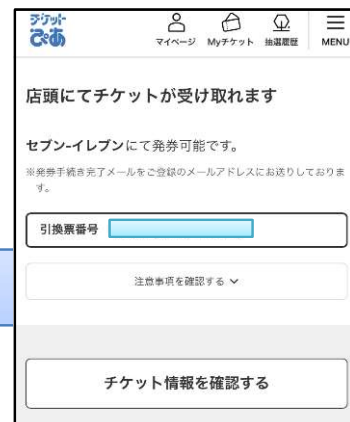 チケット
ぴあ
マイページ Myチケット 抽選履歴 MENU
店頭にてチケットが受け取れます
セブン-イレブンにて発券可能です。
※発券手続き完了メールをご登録のメールアドレスにお送りしておりま
す。
引換票番号
注意事項を確認する
チケット情報を確認する